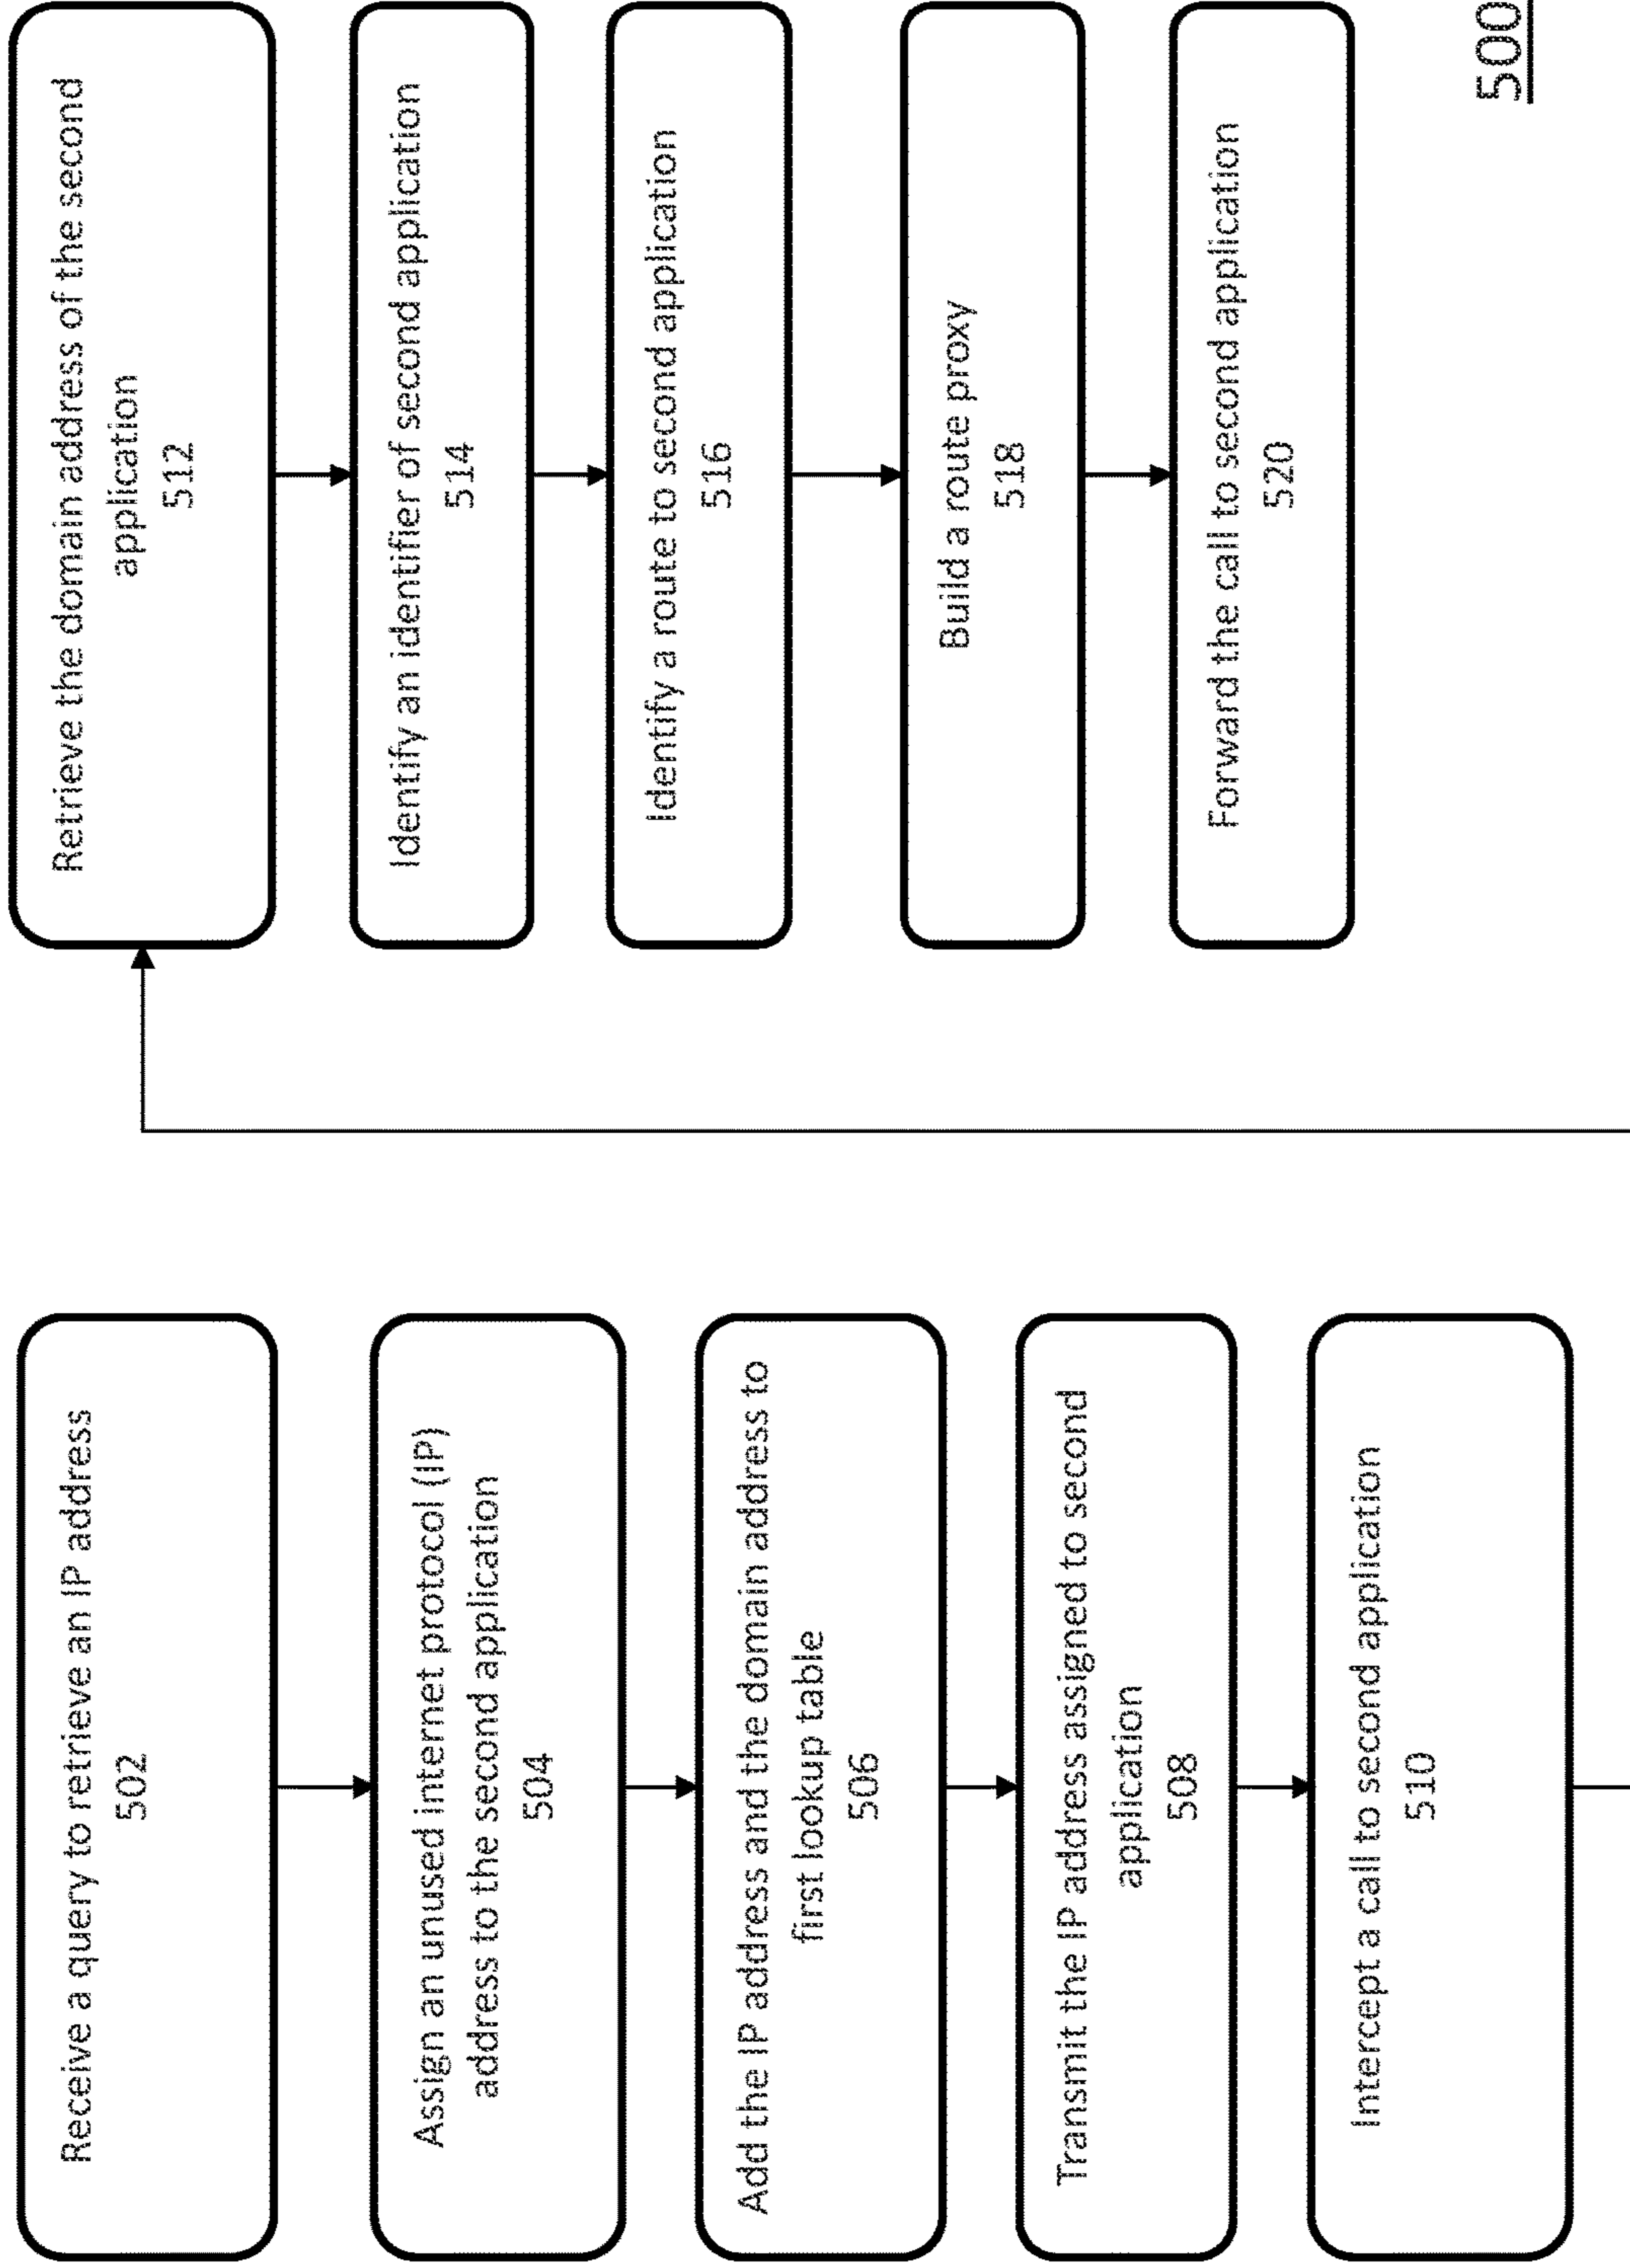 Receive a query to retrieve an IP address
502
Assign an unused internet protocol (IP)
address to the second application
504
Add the IP address and the domain address to
first lookup table
506
Transmit the IP address assigned to second
application
508
Intercept a call to second application
510
Retrieve the domain address of the second
application
512
Identify an identifier of second application
514
Identify a route to second application
516
Build a route proxy
518
Forward the call to second application
520
500